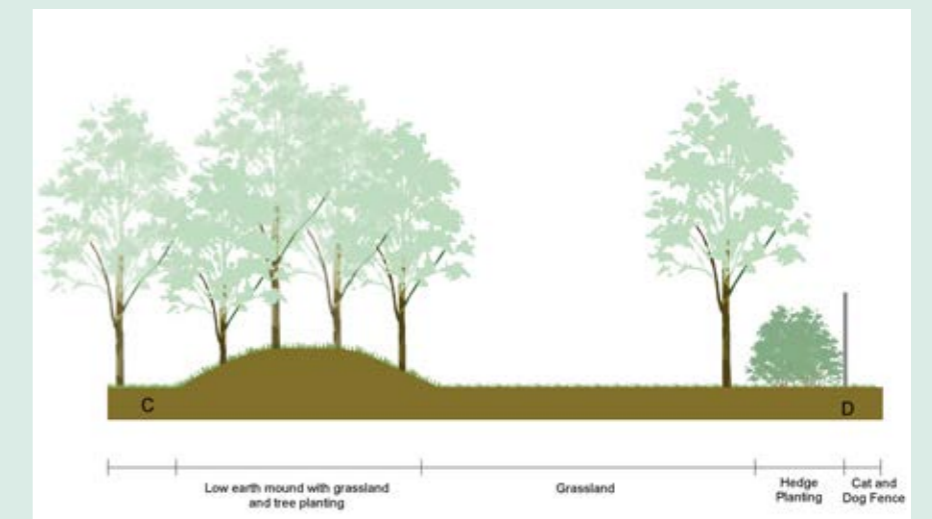 C
D
Low earth mound with grassland
and tree planting
Grassland
Hedge
Planting
Cat and
Dog Fence